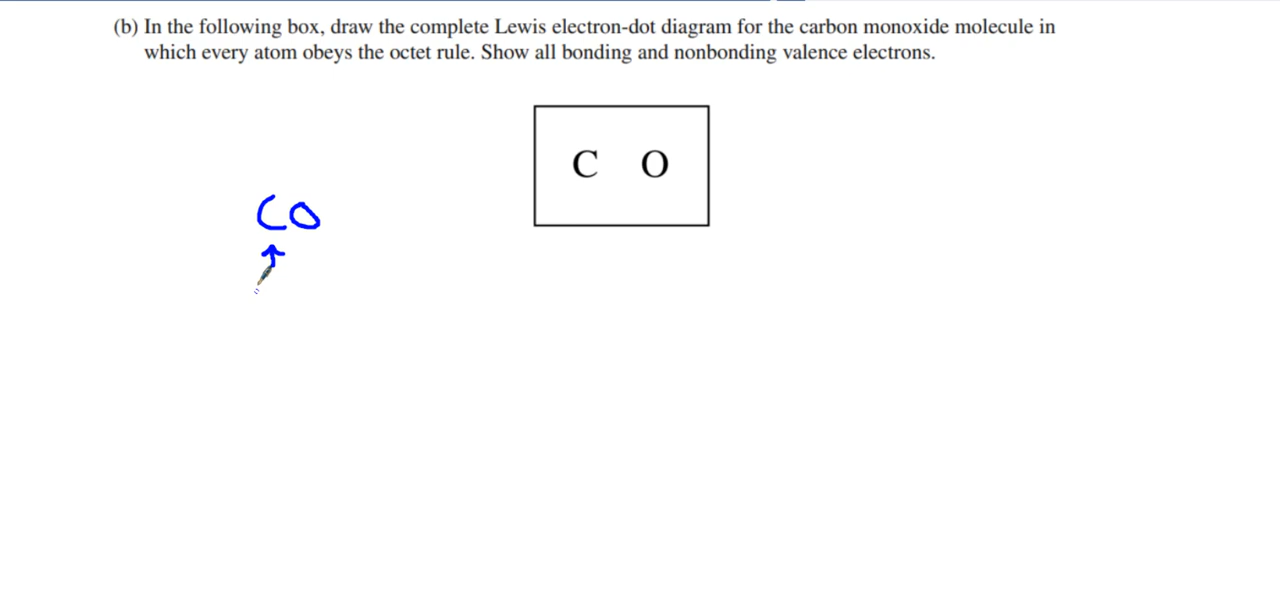 (b) In the following box, draw the complete Lewis electron-dot diagram for the carbon monoxide molecule in
which every atom obeys the octet rule. Show all bonding and nonbonding valence electrons.
C O
CO